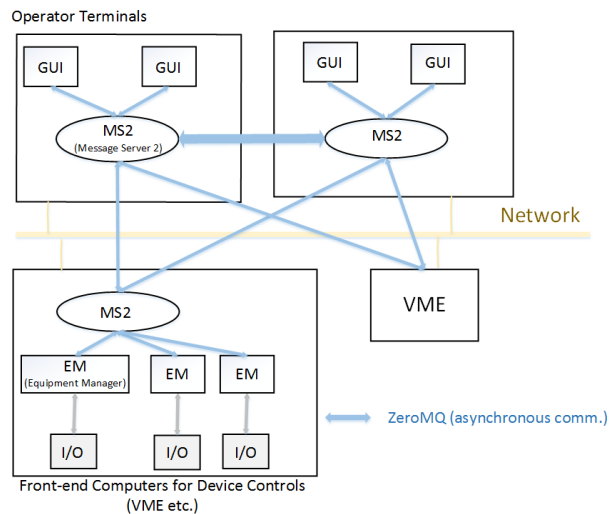 Operator Terminals
GUI
GUI
GUI
GUI
MS2
(Message Server 2)
MS2
Network
MS2
VME
EM
(Equipment Manager)
EM
EM
ZeroMQ (asynchronous comm.)
I/O
I/O
I/O
Front-end Computers for Device Controls
(VME etc.)